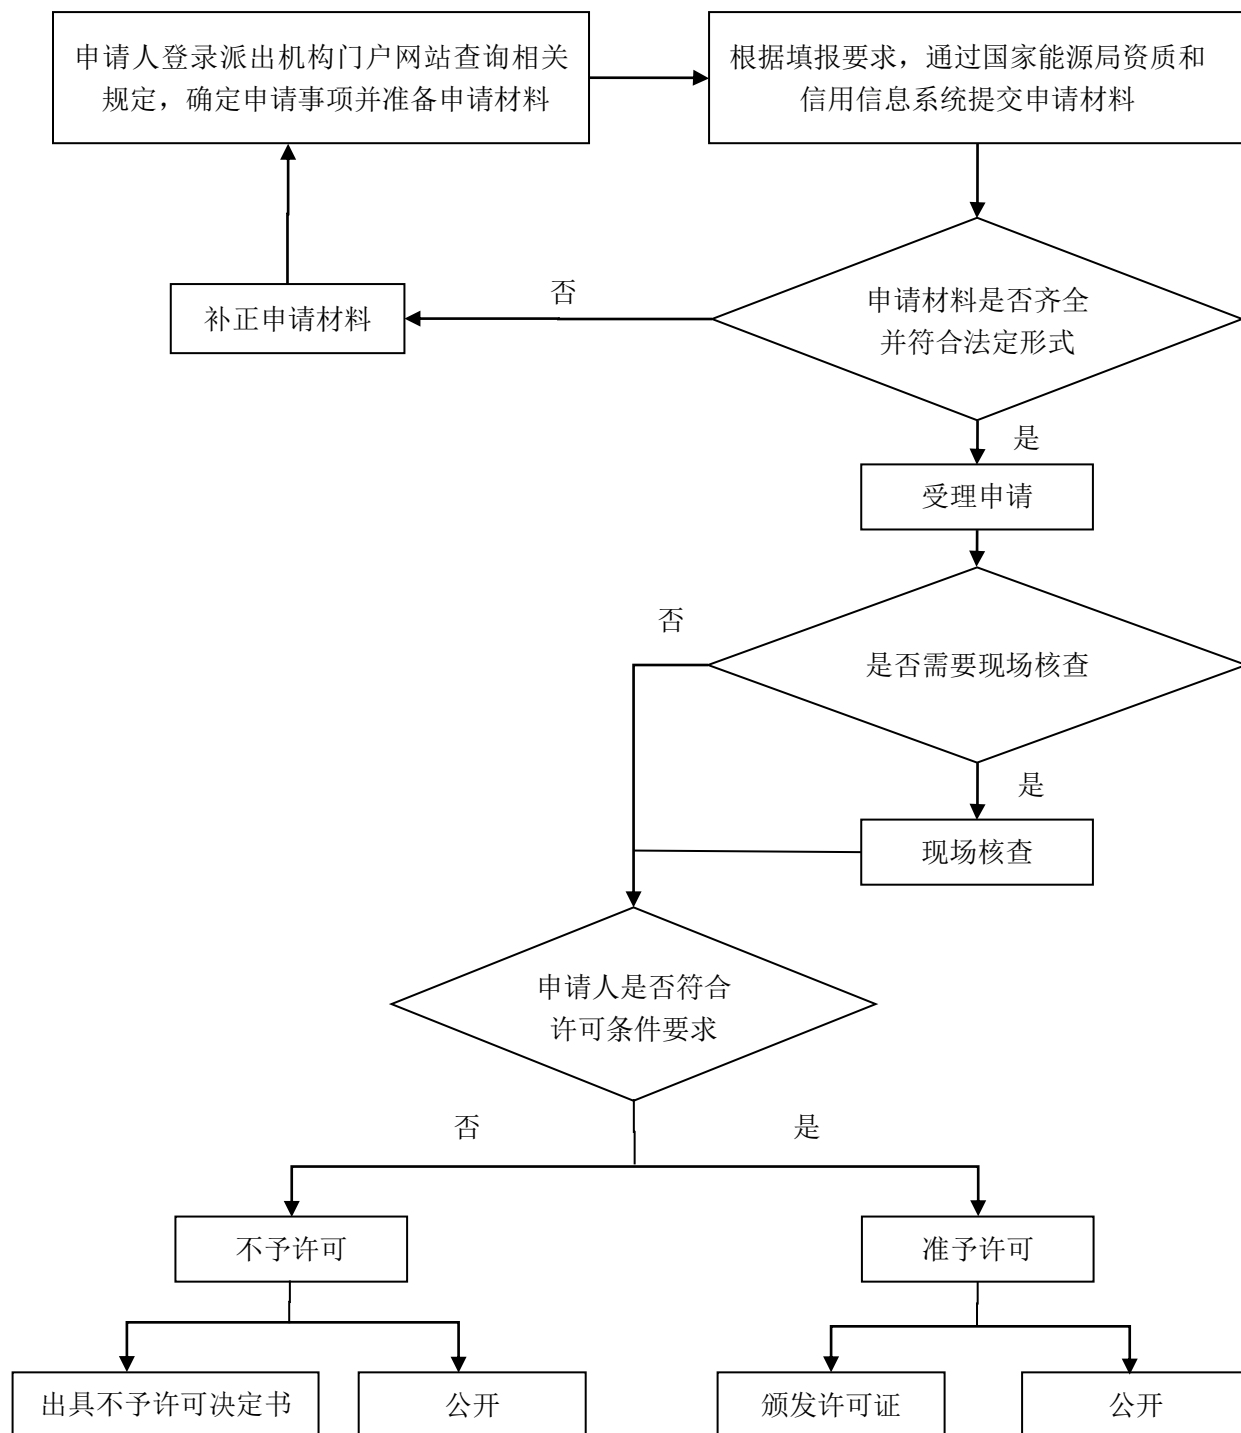 申请人登录派出机构门户网站查询相关
规定，确定申请事项并准备申请材料
根据填报要求，通过国家能源局资质和
信用信息系统提交申请材料
申请材料是否齐全
并符合法定形式
否
补正申请材料
是
受理申请
是否需要现场核查
否
是
现场核查
申请人是否符合
许可条件要求
否
是
不予许可
准予许可
出具不予许可决定书
公开
颁发许可证
公开